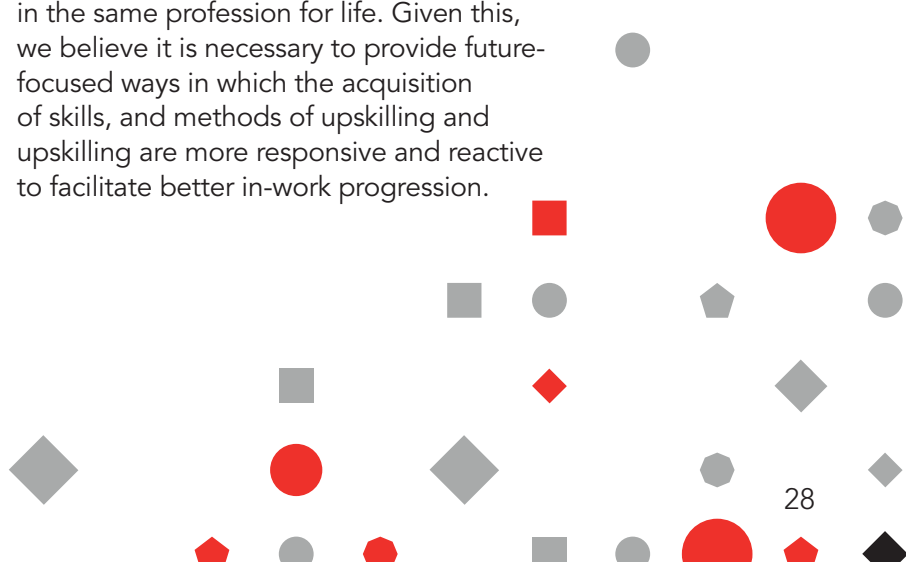 in the same profession for life. Given this,
we believe it is necessary to provide future-
focused ways in which the acquisition
of skills, and methods of upskilling and
upskilling are more responsive and reactive
to facilitate better in-work progression.
28